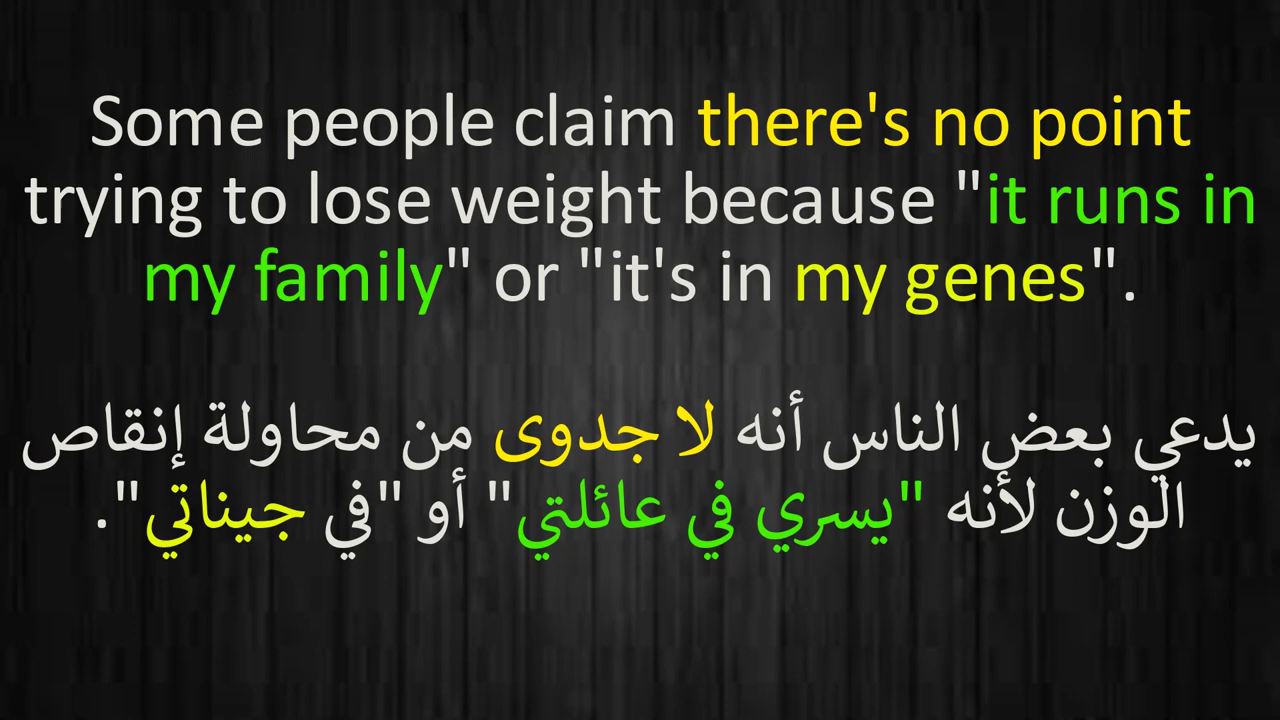 Some people claim there's no point
trying to lose weight because "it runs in
my family" or "it's in my genes".
يدعي بعض الناس أنه لا جدوى من محاولة إنقاص
الوزن لأنه "يسري في عائلتي" أو "في جيناتي".